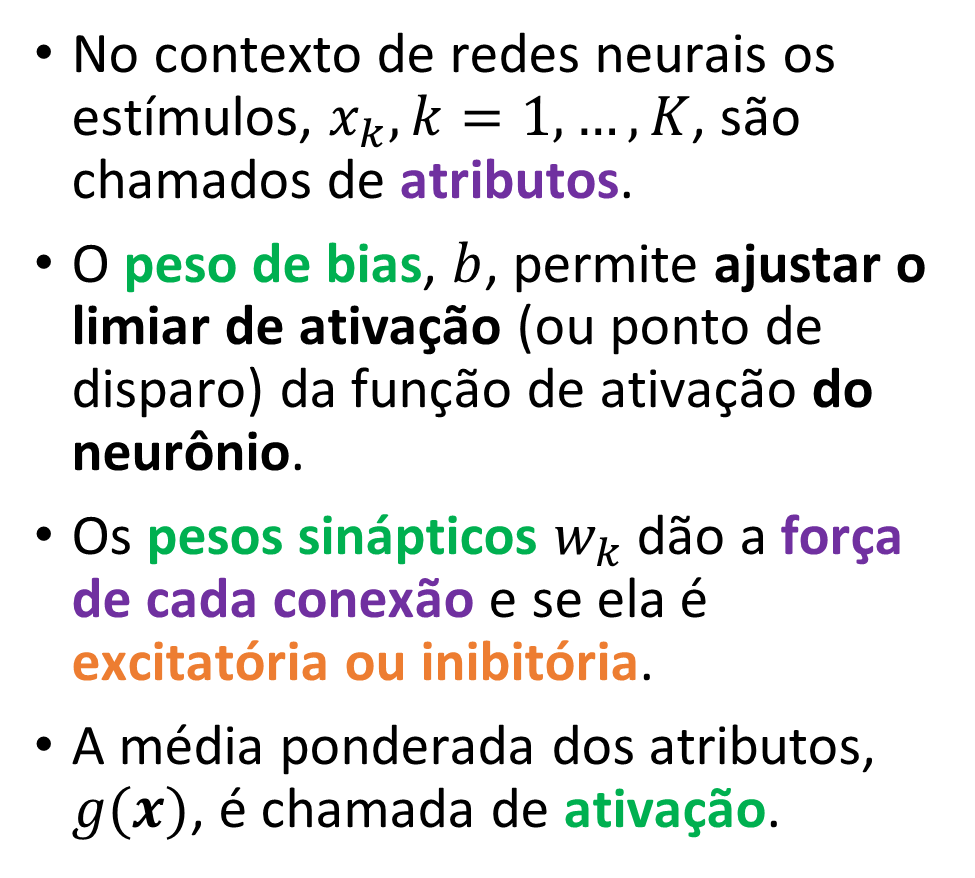 • No contexto de redes neurais os
estímulos, $x_k, k = 1, \ldots, K$, são
chamados de atributos.
• O peso de bias, $b$, permite ajustar o
limiar de ativação (ou ponto de
disparo) da função de ativação do
neurônio.
• Os pesos sinápticos $w_k$ dão a força
de cada conexão e se ela é
excitatória ou inibitória.
• A média ponderada dos atributos,
$g(\boldsymbol{x})$, é chamada de ativação.